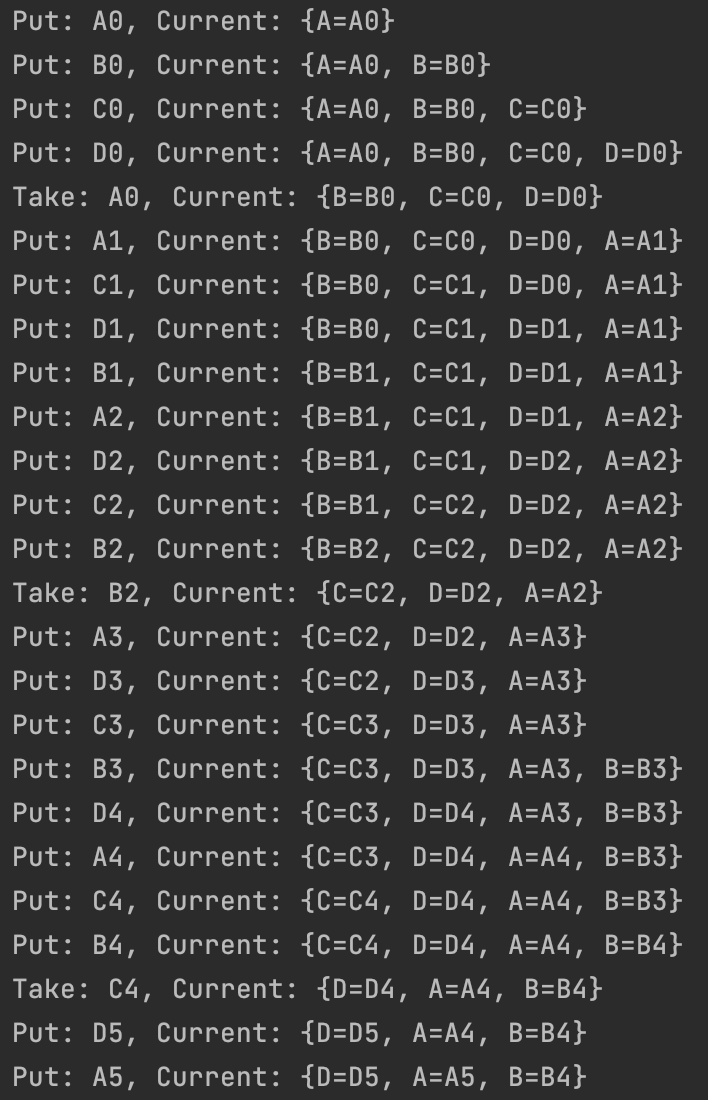 Put: A0, Current: {A=A0}
Put: B0, Current: {A=A0, B=B0}
Put: C0, Current: {A=A0, B=B0, C=C0}
Put: D0, Current: {A=A0, B=B0, C=C0, D=D0}
Take: A0, Current: {B=B0, C=C0, D=D0}
Put: A1, Current: {B=B0, C=C0, D=D0, A=A1}
Put: C1, Current: {B=B0, C=C1, D=D0, A=A1}
Put: D1, Current: {B=B0, C=C1, D=D1, A=A1}
Put: B1, Current: {B=B1, C=C1, D=D1, A=A1}
Put: A2, Current: {B=B1, C=C1, D=D1, A=A2}
Put: D2, Current: {B=B1, C=C1, D=D2, A=A2}
Put: C2, Current: {B=B1, C=C2, D=D2, A=A2}
Put: B2, Current: {B=B2, C=C2, D=D2, A=A2}
Take: B2, Current: {C=C2, D=D2, A=A2}
Put: A3, Current: {C=C2, D=D2, A=A3}
Put: D3, Current: {C=C2, D=D3, A=A3}
Put: C3, Current: {C=C3, D=D3, A=A3}
Put: B3, Current: {C=C3, D=D3, A=A3, B=B3}
Put: D4, Current: {C=C3, D=D4, A=A3, B=B3}
Put: A4, Current: {C=C3, D=D4, A=A4, B=B3}
Put: C4, Current: {C=C4, D=D4, A=A4, B=B3}
Put: B4, Current: {C=C4, D=D4, A=A4, B=B4}
Take: C4, Current: {D=D4, A=A4, B=B4}
Put: D5, Current: {D=D5, A=A4, B=B4}
Put: A5, Current: {D=D5, A=A5, B=B4}